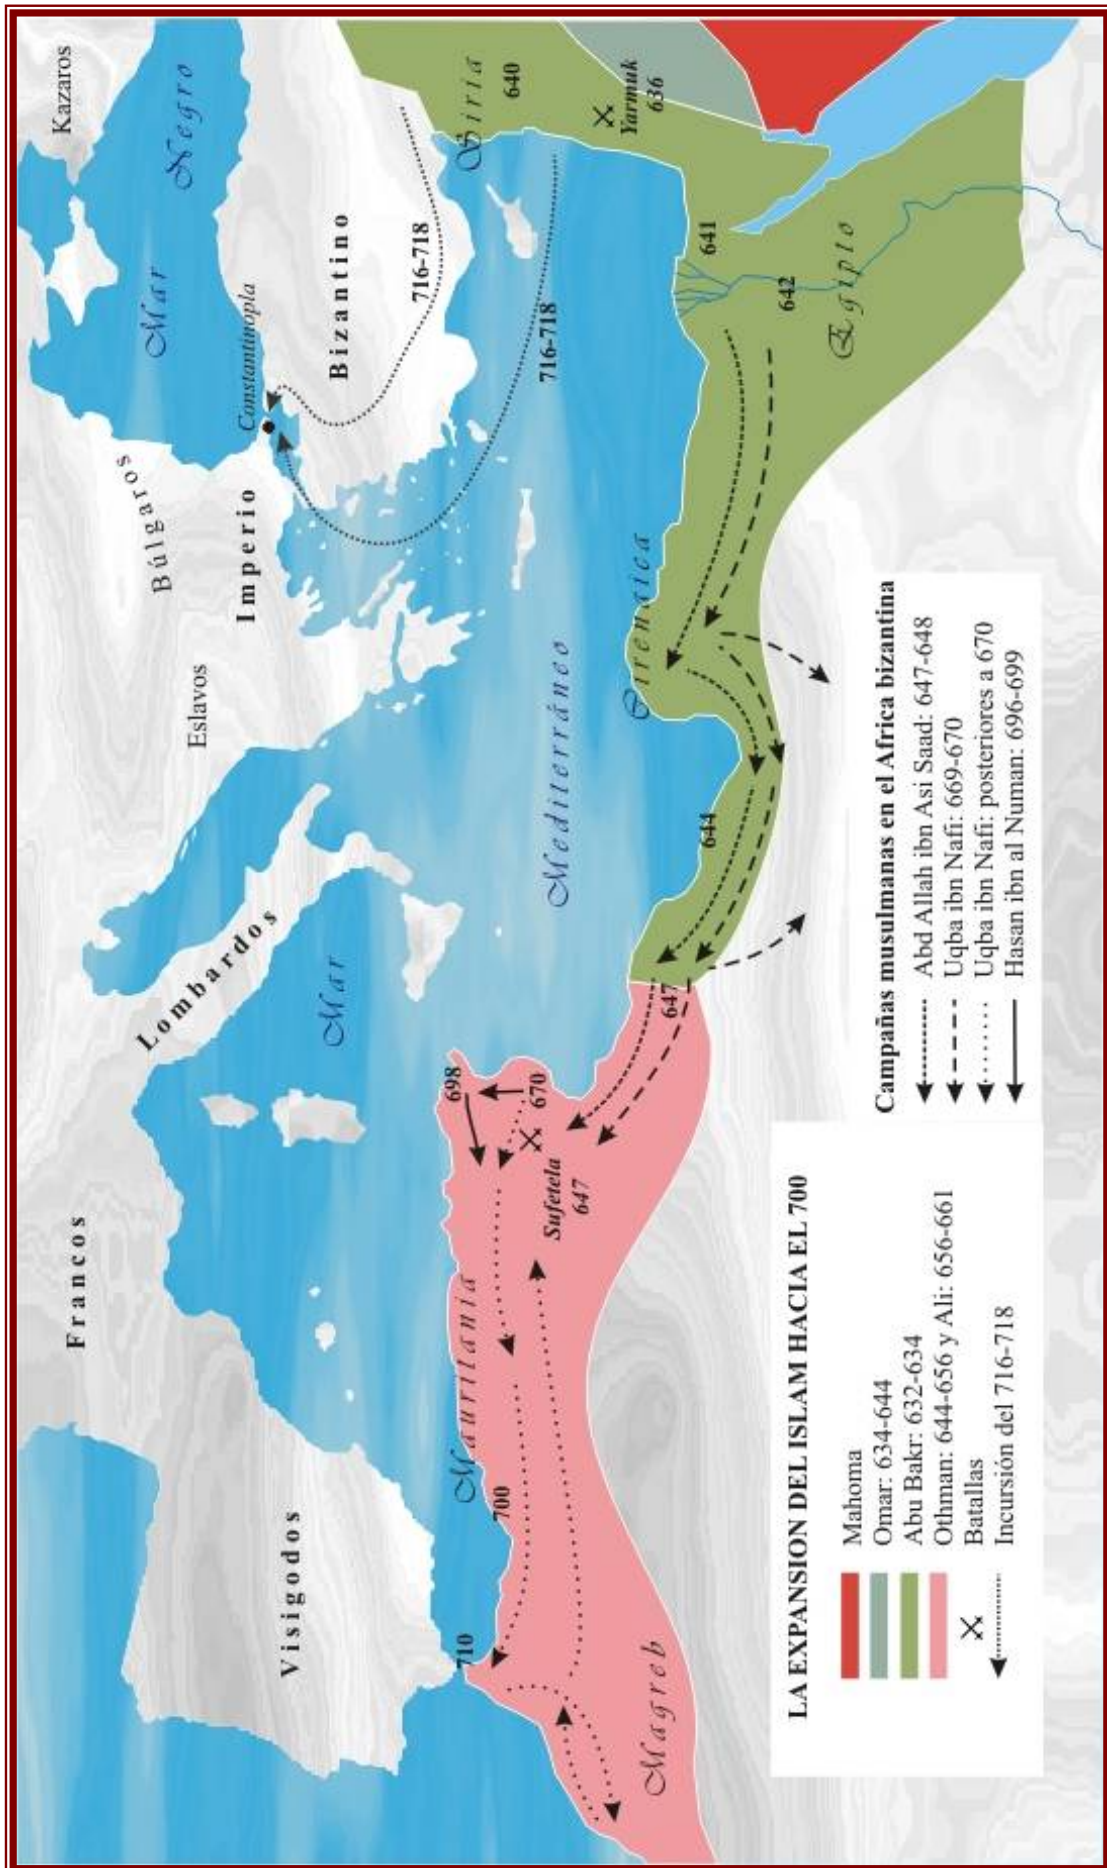 Kazaros
Mar Negro
Búlgaros
Constantinopla
Imperio
Bizantino
716-718
716-718
Eslavos
Siria
640
Yarmuk
636
Francos
Lombardos
Mar
Mediterráneo
Visigodos
641
642
Egipto
Cirenaica
644
647
698
670
Sufetela
647
Mauritania
700
710
Magreb
LA EXPANSION DEL ISLAM HACIA EL 700
Mahoma
Omar: 634-644
Abu Bakr: 632-634
Othman: 644-656 y Ali: 656-661
Batallas
Incursión del 716-718
Campañas musulmanas en el Africa bizantina
Abd Allah ibn Asi Saad: 647-648
Uqba ibn Nafi: 669-670
Uqba ibn Nafi: posteriores a 670
Hasan ibn al Numan: 696-699